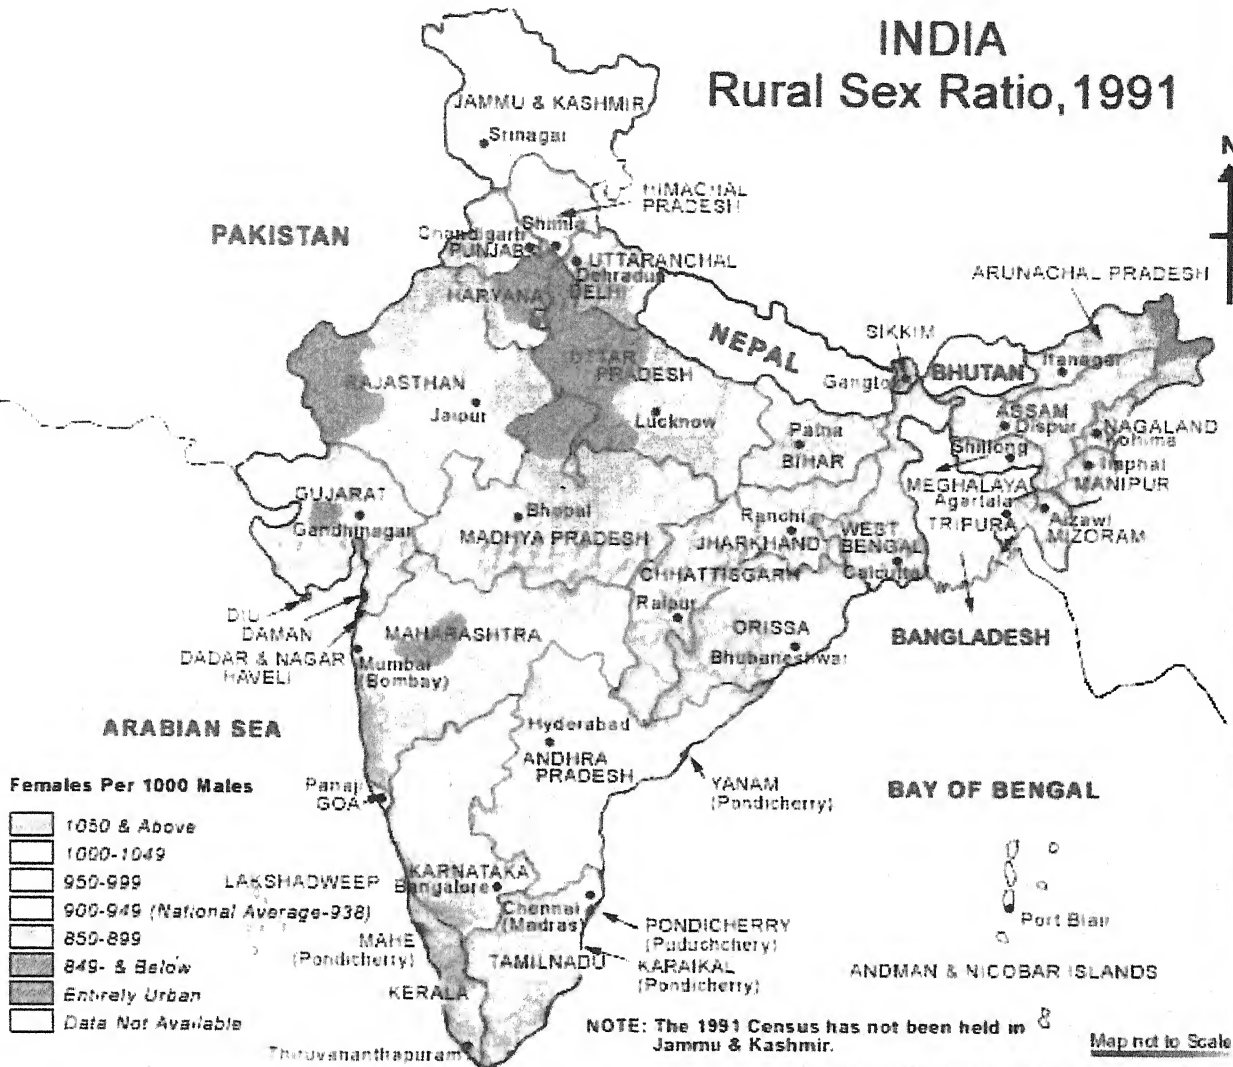 INDIA
Rural Sex Ratio, 1991
N
JAMMU & KASHMIR
Srinagar
HIMACHAL
PRADESH
PAKISTAN
Shimla
Chandigarh
PUNJAB
UTTARANCHAL
Dehradun
DELHI
HARYANA
ARUNACHAL PRADESH
SIKKIM
NEPAL
BHUTAN
Itanagar
Gangto
UTTAR
PRADESH
RAJASTHAN
Jaipur
Lucknow
Patna
BIHAR
ASSAM
Dispur
NAGALAND
Kohima
Shillong
Imphal
MANIPUR
MEGHALAYA
Agartala
TRIPURA
Aizawl
MIZORAM
GUJARAT
Gandhinagar
Bhopal
MADHYA PRADESH
Ranchi
JHARKHAND
WEST
BENGAL
Calcutta
CHHATTISGARH
Raipur
DIU
DAMAN
DADAR & NAGAR
HAVELI
MAHARASHTRA
Mumbai
(Bombay)
ORISSA
Bhubaneshwar
BANGLADESH
ARABIAN SEA
Hyderabad
ANDHRA
PRADESH
YANAM
(Pondicherry)
BAY OF BENGAL
Panaji
GOA
Females Per 1000 Males
1050 & Above
1000-1049
950-999
900-949 (National Average-938)
850-899
849- & Below
Entirely Urban
Data Not Available
LAKSHADWEEP
KARNATAKA
Bangalore
Chennai
(Madras)
MAHE
(Pondicherry)
PONDICHERRY
(Puduchchery)
TAMILNADU
KARAIKAL
(Pondicherry)
KERALA
Thiruvananthapuram
Port Blair
ANDMAN & NICOBAR ISLANDS
NOTE: The 1991 Census has not been held in
Jammu & Kashmir.
Map not to Scale